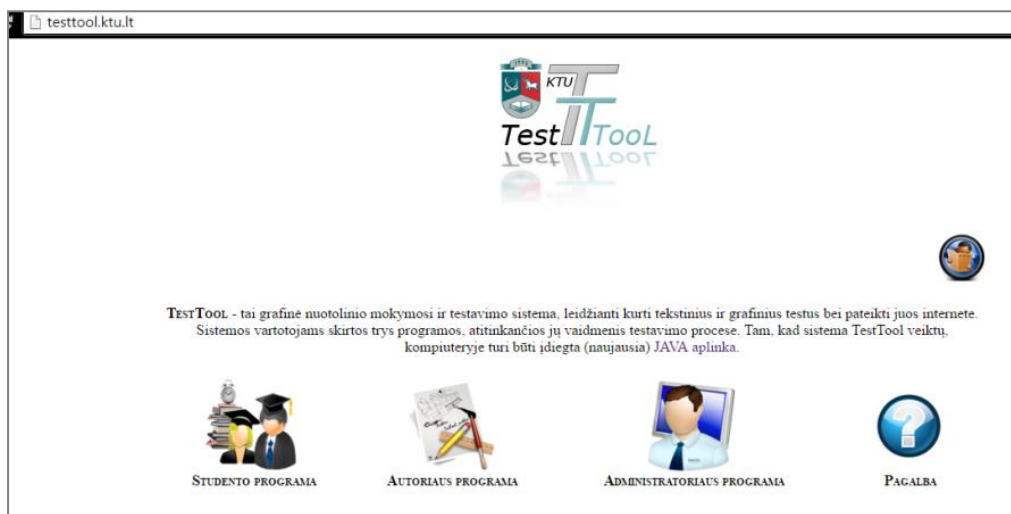 testtool.ktu.lt
KTU
Test TooL
TESTTOOL - tai grafinė nuotolinio mokymosi ir testavimo sistema, leidžianti kurti tekstinius ir grafinius testus bei pateikti juos internete.
Sistemos vartotojams skirtos trys programos, atitinkančios jų vaidmenis testavimo procese. Tam, kad sistema TestTool veiktų,
kompiuteryje turi būti įdiegta (naujausia) JAVA aplinka.
STUDENTO PROGRAMA
AUTORIAUS PROGRAMA
ADMINISTRATORIAUS PROGRAMA
PAGALBA